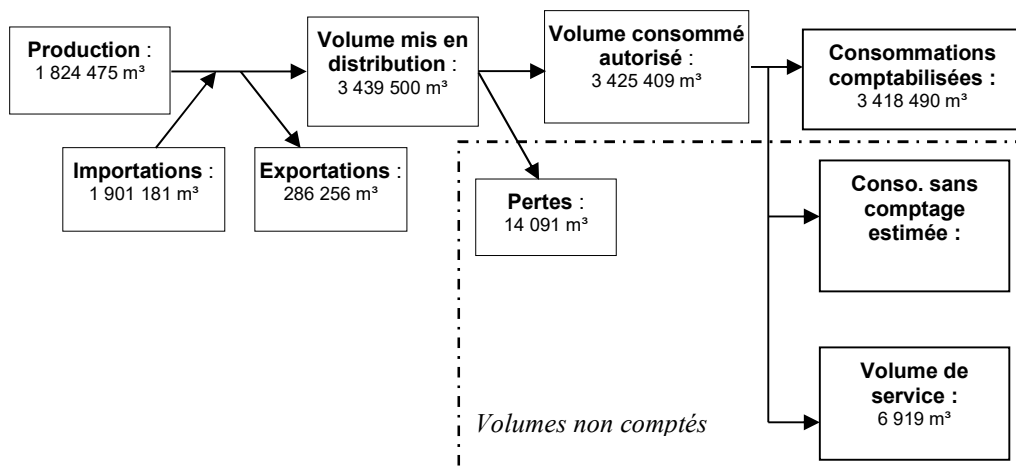 Production :
1 824 475 m³
Volume mis en
distribution :
3 439 500 m³
Volume consommé
autorisé :
3 425 409 m³
Consommations
comptabilisées :
3 418 490 m³
Importations :
1 901 181 m³
Exportations :
286 256 m³
Pertes :
14 091 m³
Conso. sans
comptage
estimée :
Volume de
service :
6 919 m³
Volumes non comptés